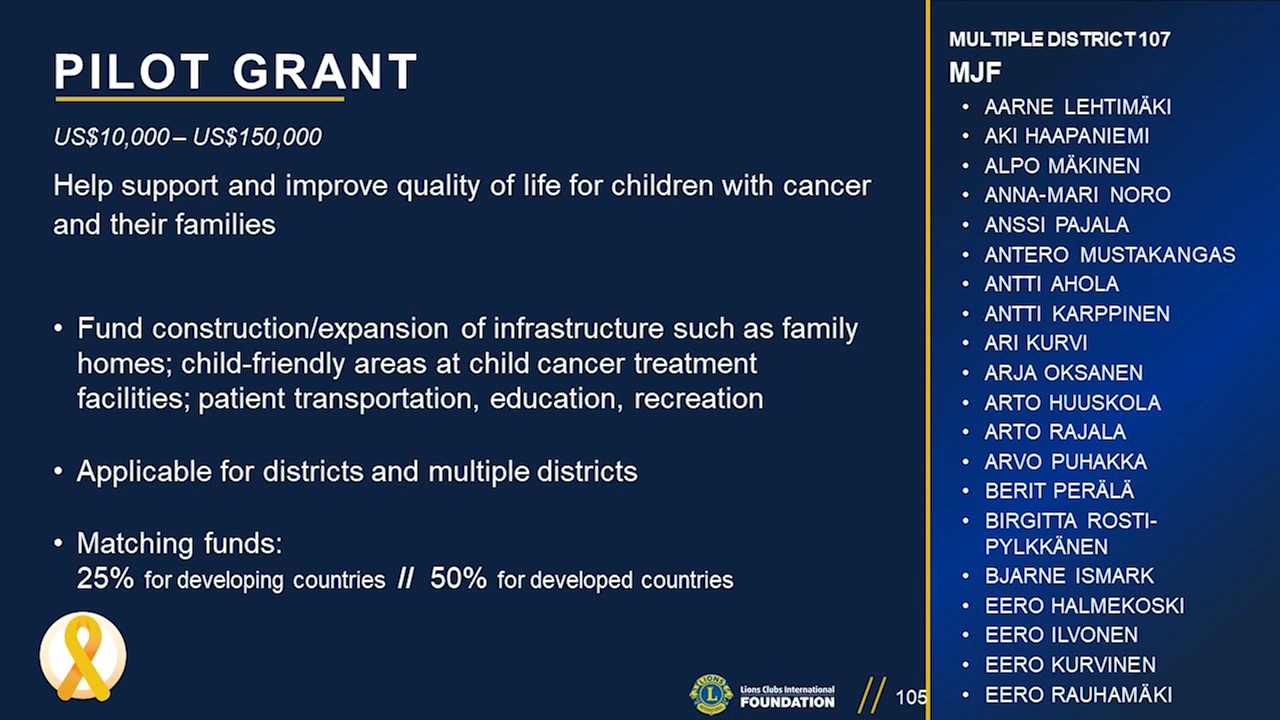 PILOT GRANT
US$10,000 – US$150,000
Help support and improve quality of life for children with cancer
and their families
• Fund construction/expansion of infrastructure such as family
homes; child-friendly areas at child cancer treatment
facilities; patient transportation, education, recreation
• Applicable for districts and multiple districts
• Matching funds:
25% for developing countries // 50% for developed countries
LIONS
L
INTERNATIONAL
Lions Clubs International
FOUNDATION
// 105
MULTIPLE DISTRICT 107
MJF
• AARNE LEHTIMÄKI
• AKI HAAPANIEMI
• ALPO MÄKINEN
• ANNA-MARI NORO
• ANSSI PAJALA
• ANTERO MUSTAKANGAS
• ANTTI AHOLA
• ANTTI KARPPINEN
• ARI KURVI
• ARJA OKSANEN
• ARTO HUUSKOLA
• ARTO RAJALA
• ARVO PUHAKKA
• BERIT PERÄLÄ
• BIRGITTA ROSTI-
PYLKKÄNEN
• BJARNE ISMARK
• EERO HALMEKOSKI
• EERO ILVONEN
• EERO KURVINEN
• EERO RAUHAMÄKI